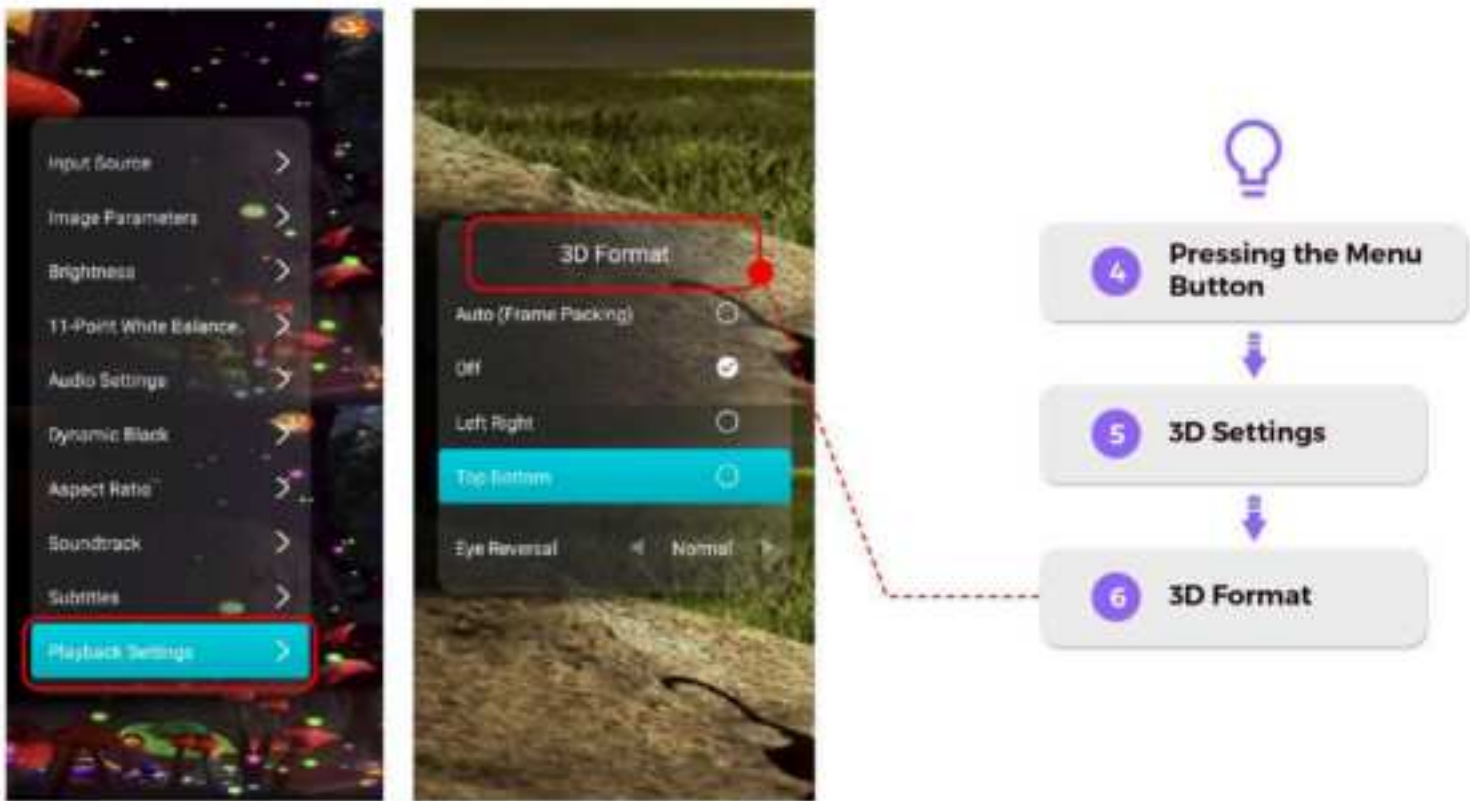 Input Source
Image Parameters
Brightness
11-Point White Balance
Audio Settings
Dynamic Black
Aspect Ratio
Soundtrack
Subtitles
Playback Settings
3D Format
Auto (Frame Packing)
Off
Left Right
Top Bottom
Eye Reversal Normal
4 Pressing the Menu
Button
5 3D Settings
6 3D Format